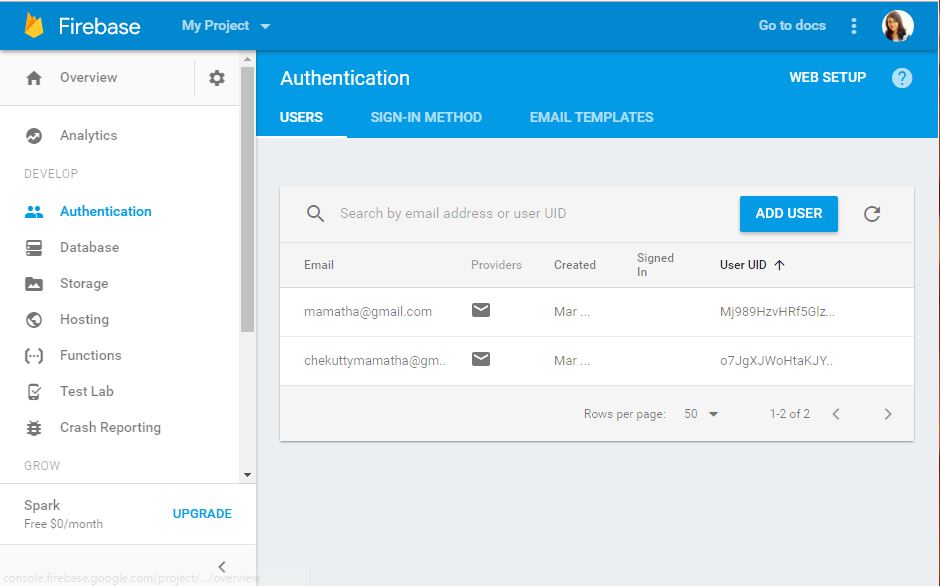 Firebase
My Project
Go to docs
Overview
Analytics
DEVELOP
Authentication
Database
Storage
Hosting
Functions
Test Lab
Crash Reporting
GROW
Spark
Free $0/month
UPGRADE
console.firebase.google.com/project/.../overview
Authentication
WEB SETUP
?
USERS
SIGN-IN METHOD
EMAIL TEMPLATES
Search by email address or user UID
ADD USER
Email
Providers
Created
Signed
In
User UID
mamatha@gmail.com
Mar ...
Mj989HzvHRf5Glz...
chekuttymamatha@gm..
Mar ...
o7JgXJWoHtaKJY..
Rows per page:
50
1-2 of 2